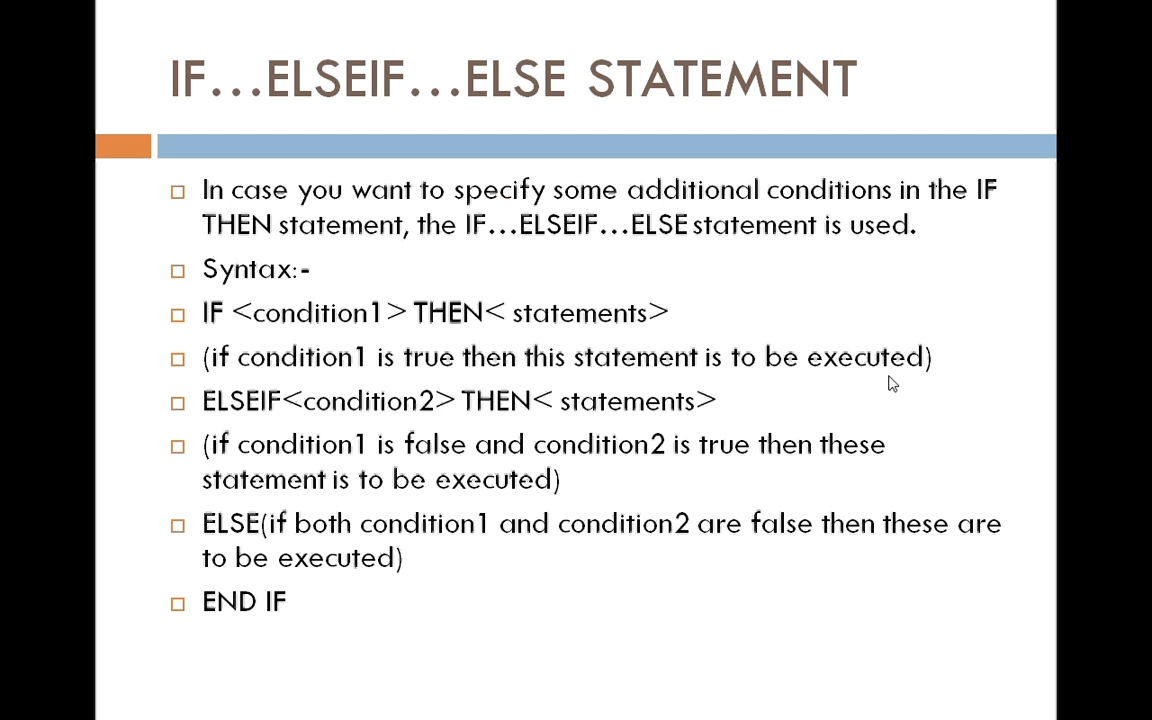 IF...ELSEIF...ELSE STATEMENT
In case you want to specify some additional conditions in the IF
THEN statement, the IF...ELSEIF...ELSE statement is used.
Syntax:-
IF <condition1> THEN< statements>
(if condition1 is true then this statement is to be executed)
ELSEIF<condition2> THEN< statements>
(if condition1 is false and condition2 is true then these
statement is to be executed)
ELSE(if both condition1 and condition2 are false then these are
to be executed)
END IF